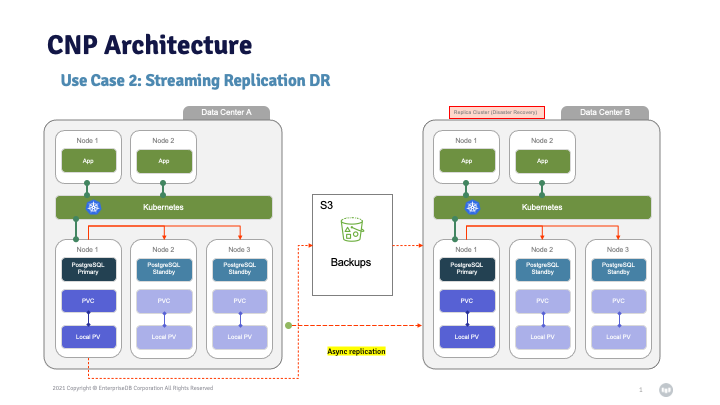 CNP Architecture
Use Case 2: Streaming Replication DR
Data Center A
Node 1
Node 2
App
App
Kubernetes
Node 1
Node 2
Node 3
PostgreSQL
Primary
PostgreSQL
Standby
PostgreSQL
Standby
PVC
PVC
PVC
Local PV
Local PV
Local PV
S3
Backups
Async replication
Replica Cluster (Disaster Recovery)
Data Center B
Node 1
Node 2
App
App
Kubernetes
Node 1
Node 2
Node 3
PostgreSQL
Primary
PostgreSQL
Standby
PostgreSQL
Standby
PVC
PVC
PVC
Local PV
Local PV
Local PV
2021 Copyright © EnterpriseDB Corporation All Rights Reserved
1